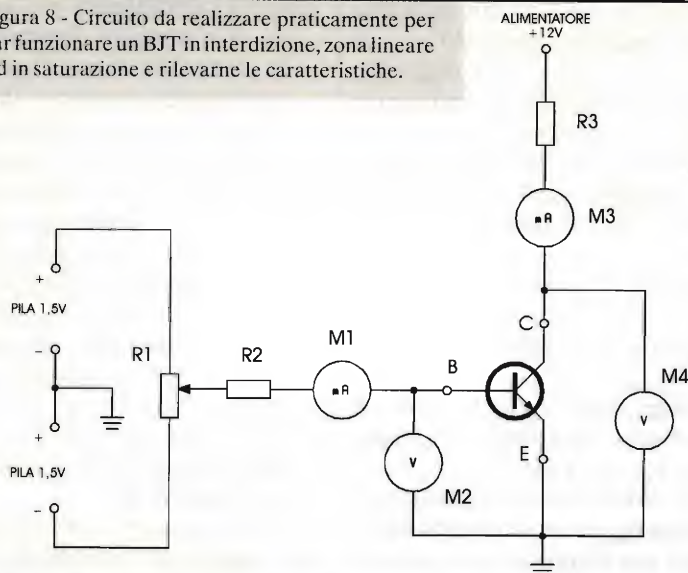 gura 8 - Circuito da realizzare praticamente per
ar funzionare un BJT in interdizione, zona lineare
d in saturazione e rilevarne le caratteristiche.
ALIMENTATORE
+12V
R3
mA
M3
+
PILA 1,5V
-
+
PILA 1,5V
-
R1
R2
M1
mA
B
C
E
V
M2
V
M4